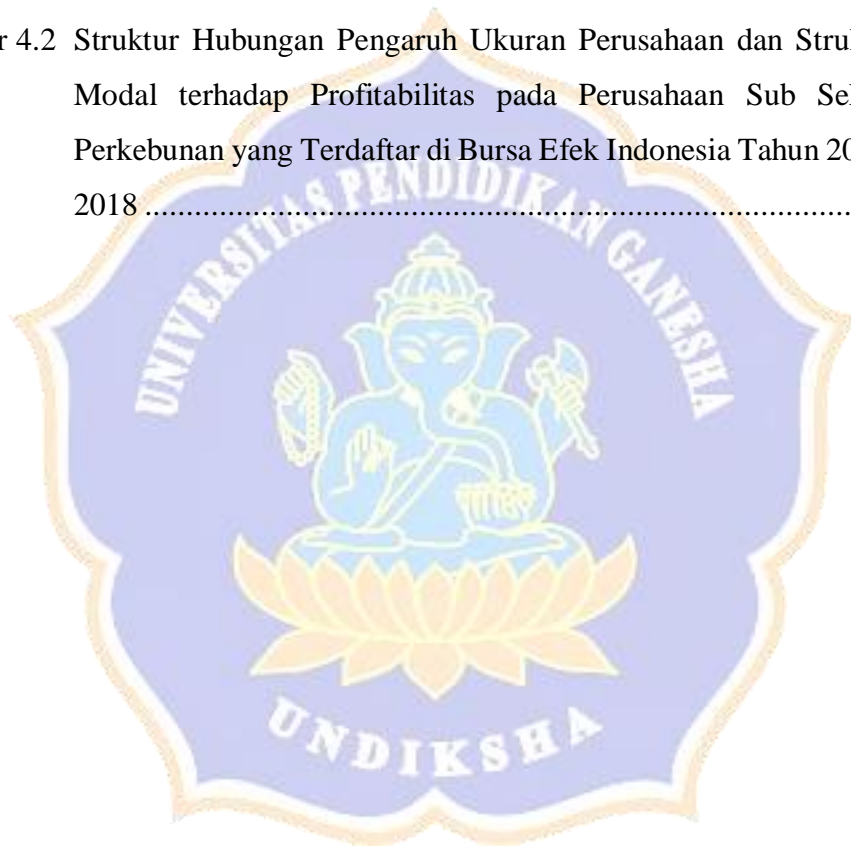 r 4.2 Struktur Hubungan Pengaruh Ukuran Perusahaan dan Stru
Modal terhadap Profitabilitas pada Perusahaan Sub Se
Perkebunan yang Terdaftar di Bursa Efek Indonesia Tahun 20
2018 .....................................................................................
UNIVERSITAS PENDIDIKAN GANESHA
UNDIKSHA